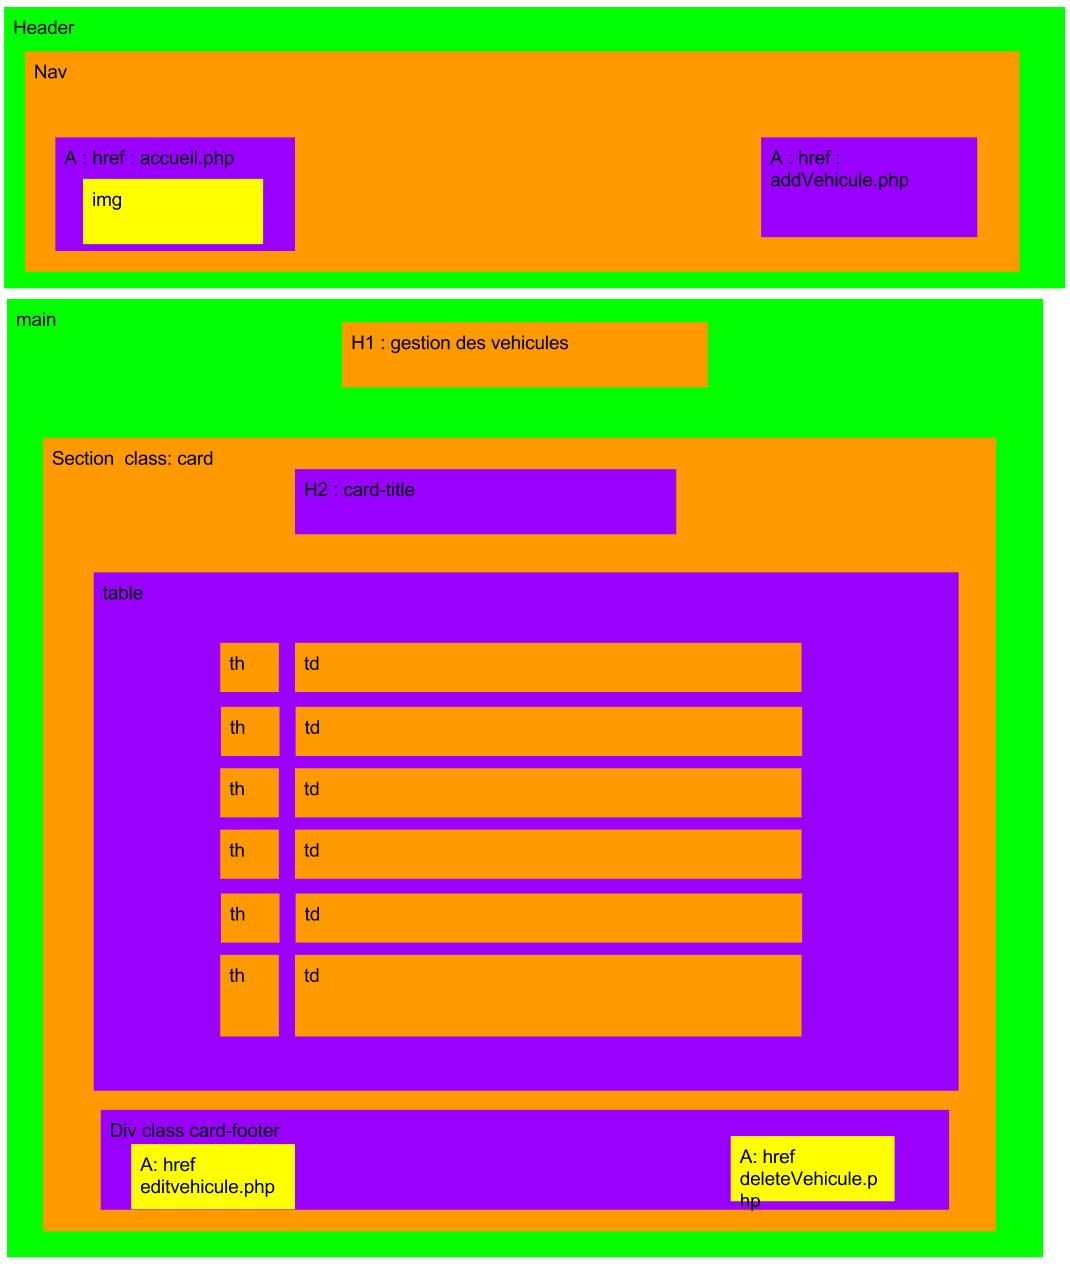 Header
Nav
A : href : accueil.php
img
A : href :
addVehicule.php
main
H1 : gestion des vehicules
Section  class: card
H2 : card-title
table
th
td
th
td
th
td
th
td
th
td
th
td
Div class card-footer
A: href
editvehicule.php
A: href
deleteVehicule.p
hp